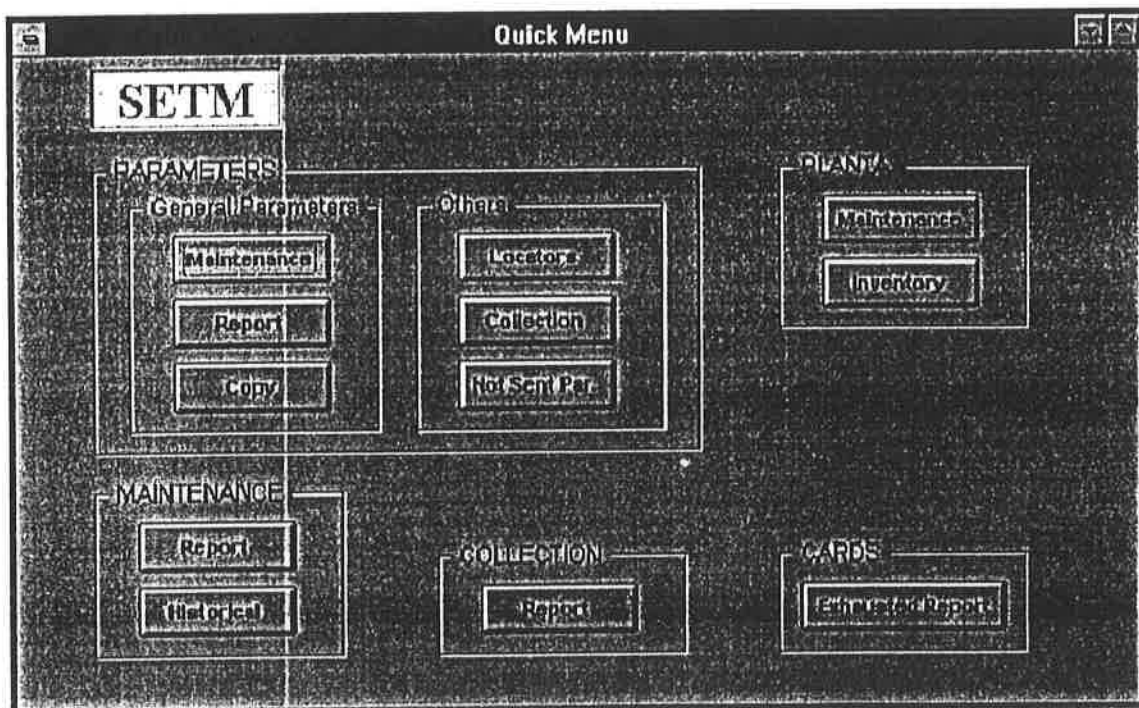 Quick Menu
SETM
PARAMETERS
General Parameters
Maintenance
Report
Copy
Others
Locators
Collection
Not Sent Par.
PLANTA
Maintenance
Inventory
MAINTENANCE
Report
Historical
COLLECTION
Report
CARDS
Exhausted Report